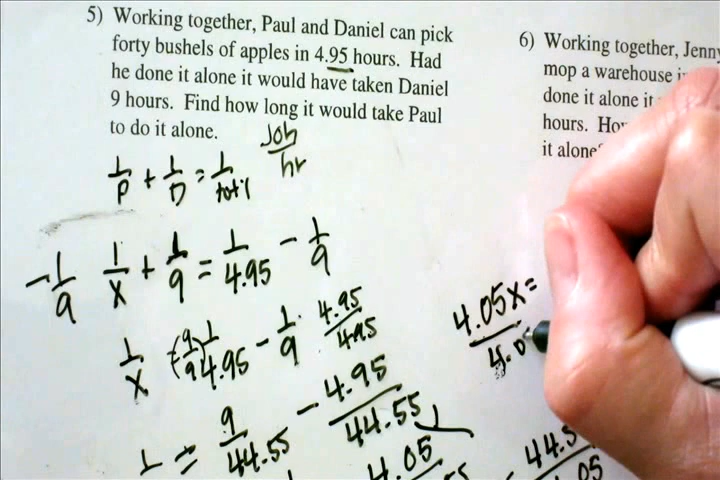 5) Working together, Paul and Daniel can pick
forty bushels of apples in 4.95 hours. Had
he done it alone it would have taken Daniel
9 hours. Find how long it would take Paul
to do it alone.
job
hr
1/P + 1/D = 1/tot'l
-1/9 1/x + 1/9 = 1/4.95 - 1/9
1/x = (9/9) 1/4.95 - 1/9 · 4.95/4.95
1 = 9/44.55 - 4.95/44.55
4.05
6) Working together, Jenny
mop a warehouse
done it alone it
hours.
it alone
4.05x =
4.0
44.5
.05